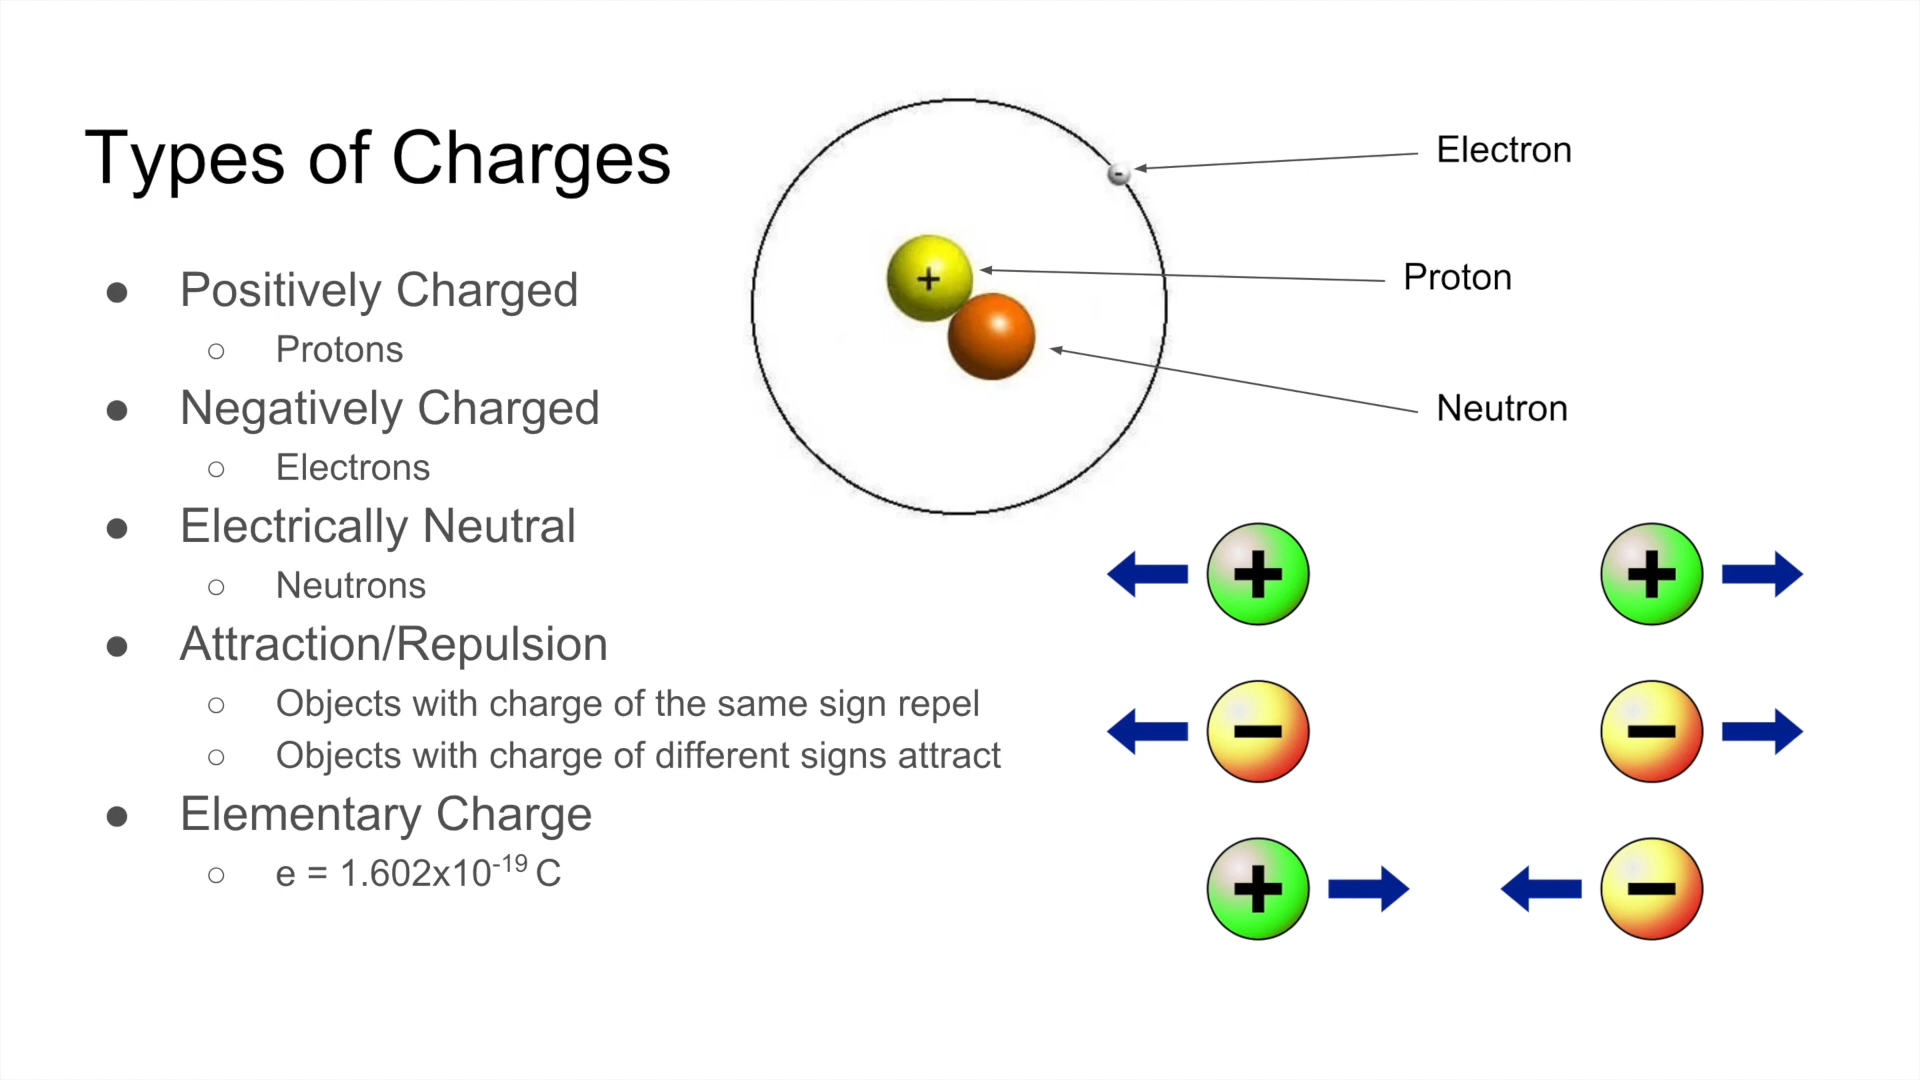 Types of Charges
● Positively Charged
○ Protons
● Negatively Charged
○ Electrons
● Electrically Neutral
○ Neutrons
● Attraction/Repulsion
○ Objects with charge of the same sign repel
○ Objects with charge of different signs attract
● Elementary Charge
○ e = 1.602x10⁻¹⁹ C
Electron
-
Proton
+
Neutron
+ +
− −
+ −